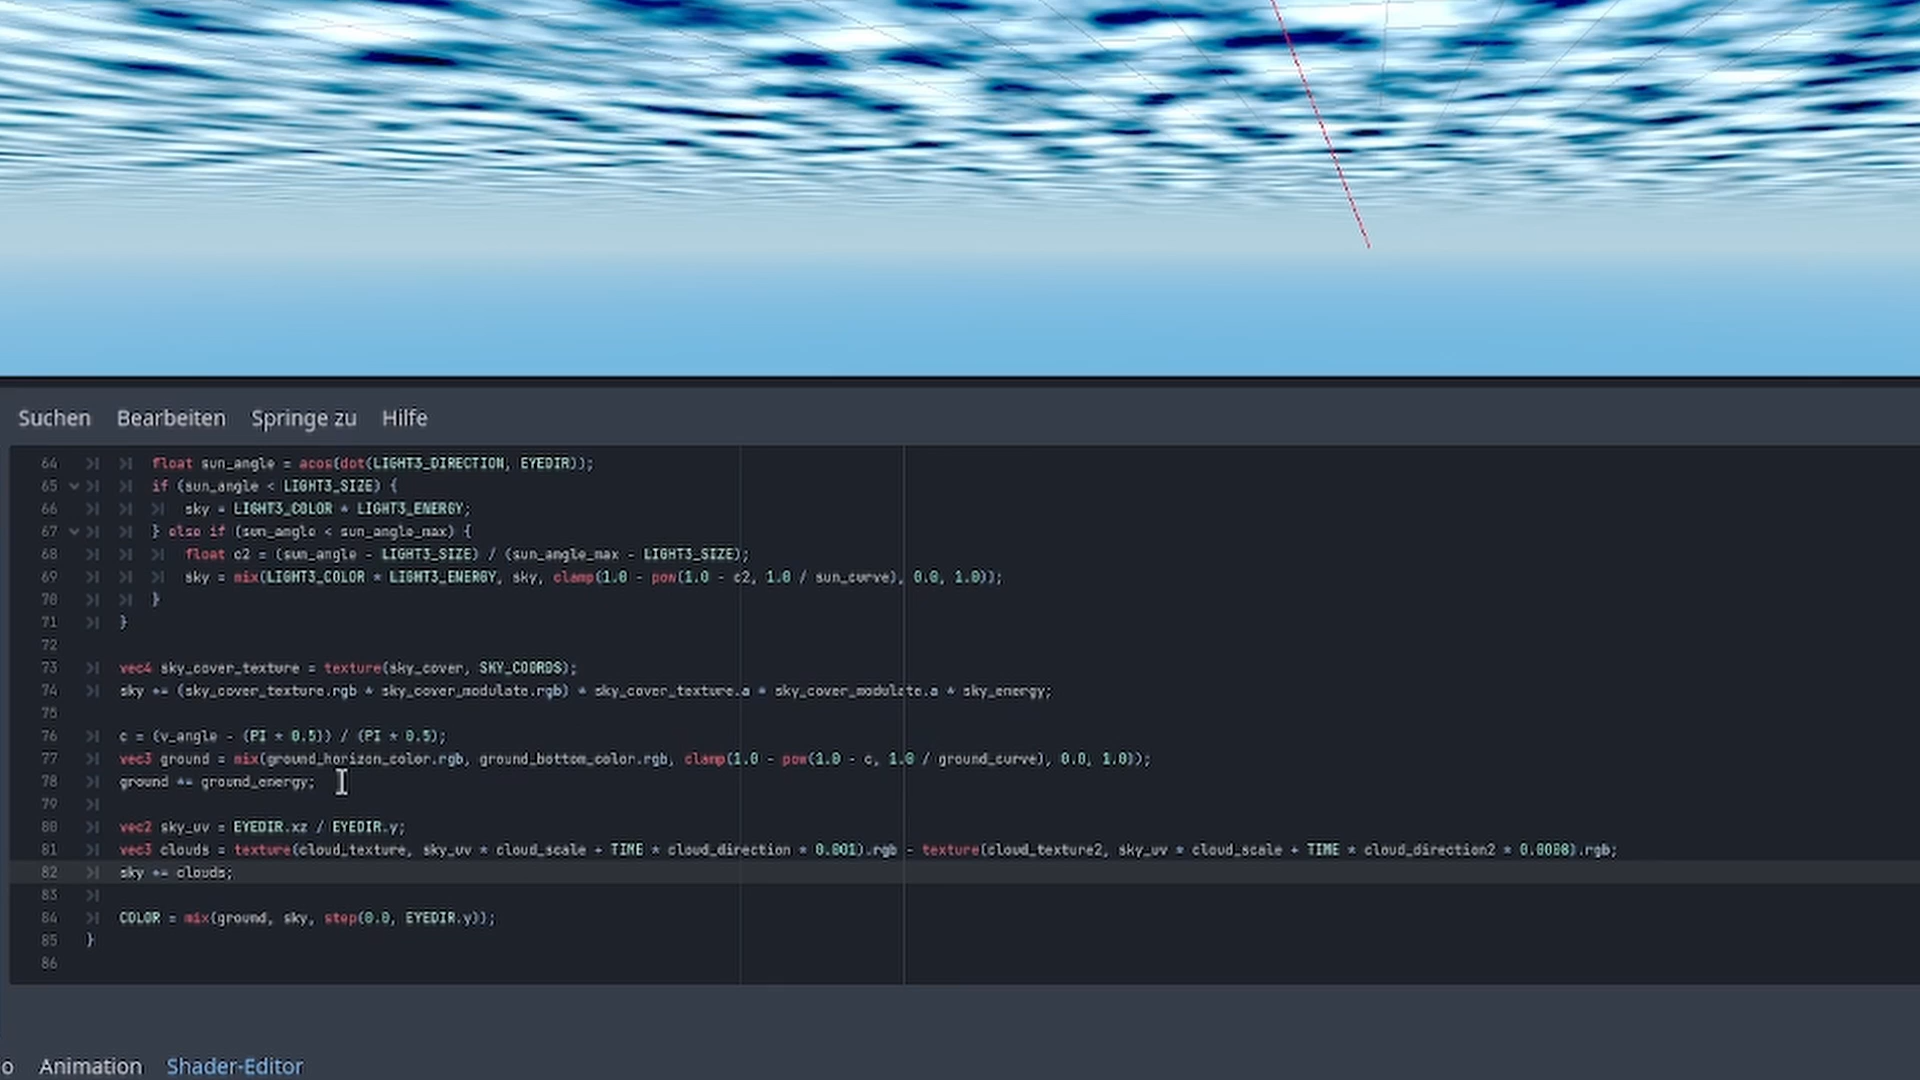 Suchen Bearbeiten Springe zu Hilfe
64 float sun_angle = acos(dot(LIGHT3_DIRECTION, EYEDIR));
65 if (sun_angle < LIGHT3_SIZE) {
66 sky = LIGHT3_COLOR * LIGHT3_ENERGY;
67 } else if (sun_angle < sun_angle_max) {
68 float c2 = (sun_angle - LIGHT3_SIZE) / (sun_angle_max - LIGHT3_SIZE);
69 sky = mix(LIGHT3_COLOR * LIGHT3_ENERGY, sky, clamp(1.0 - pow(1.0 - c2, 1.0 / sun_curve), 0.0, 1.0));
70 }
71 }
72
73 vec4 sky_cover_texture = texture(sky_cover, SKY_COORDS);
74 sky += (sky_cover_texture.rgb * sky_cover_modulate.rgb) * sky_cover_texture.a * sky_cover_modulate.a * sky_energy;
75
76 c = (v_angle - (PI * 0.5)) / (PI * 0.5);
77 vec3 ground = mix(ground_horizon_color.rgb, ground_bottom_color.rgb, clamp(1.0 - pow(1.0 - c, 1.0 / ground_curve), 0.0, 1.0));
78 ground *= ground_energy;
79
80 vec2 sky_uv = EYEDIR.xz / EYEDIR.y;
81 vec3 clouds = texture(cloud_texture, sky_uv * cloud_scale + TIME * cloud_direction * 0.001).rgb - texture(cloud_texture2, sky_uv * cloud_scale + TIME * cloud_direction2 * 0.0008).rgb;
82 sky += clouds;
83
84 COLOR = mix(ground, sky, step(0.0, EYEDIR.y));
85 }
86
o Animation Shader-Editor